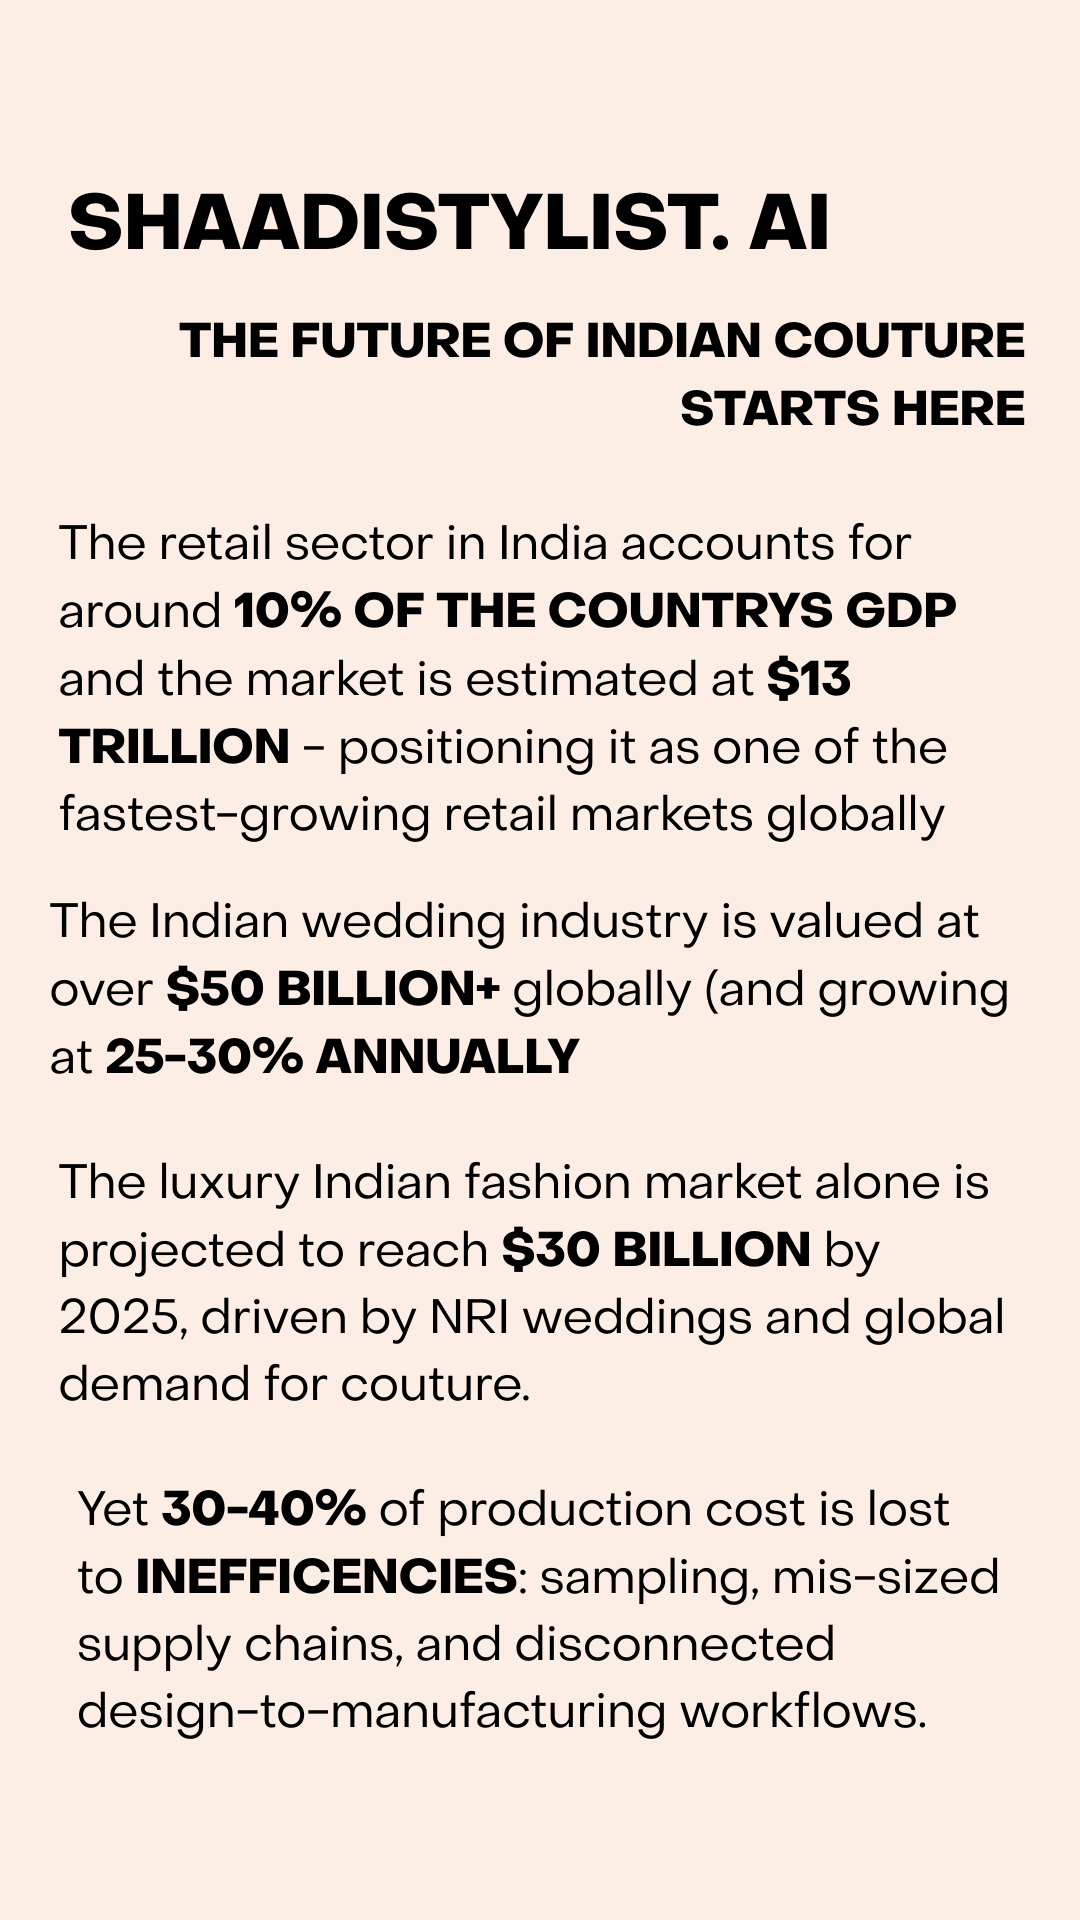 SHAADISTYLIST. AI
THE FUTURE OF INDIAN COUTURE
STARTS HERE
The retail sector in India accounts for
around 10% OF THE COUNTRYS GDP
and the market is estimated at $13
TRILLION – positioning it as one of the
fastest-growing retail markets globally
The Indian wedding industry is valued at
over $50 BILLION+ globally (and growing
at 25-30% ANNUALLY
The luxury Indian fashion market alone is
projected to reach $30 BILLION by
2025, driven by NRI weddings and global
demand for couture.
Yet 30-40% of production cost is lost
to INEFFICENCIES: sampling, mis-sized
supply chains, and disconnected
design-to-manufacturing workflows.